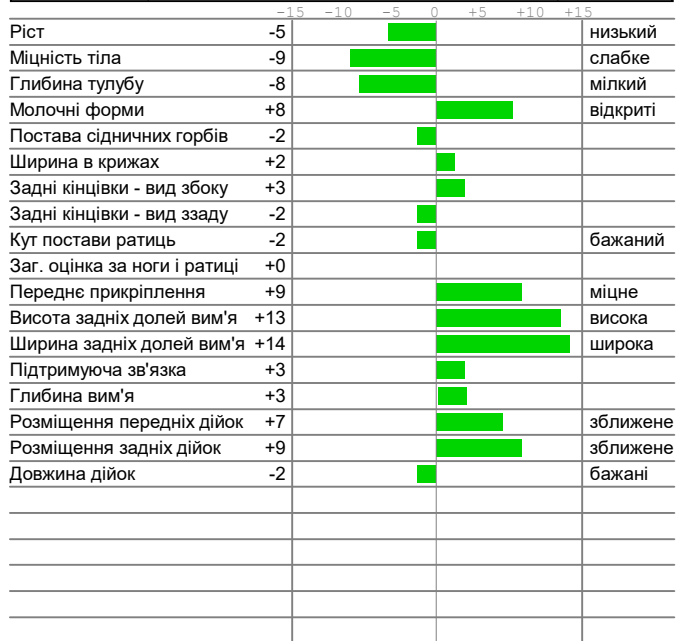 -15 -10 -5 0 +5 +10 +15
Ріст -5 низький
Міцність тіла -9 слабке
Глибина тулубу -8 мілкий
Молочні форми +8 відкриті
Постава сідничних горбів -2
Ширина в крижах +2
Задні кінцівки - вид збоку +3
Задні кінцівки - вид ззаду -2
Кут постави ратиць -2 бажаний
Заг. оцінка за ноги і ратиці +0
Переднє прикріплення +9 міцне
Висота задніх долей вим'я +13 висока
Ширина задніх долей вим'я +14 широка
Підтримуюча зв'язка +3
Глибина вим'я +3
Розміщення передніх дійок +7 зближене
Розміщення задніх дійок +9 зближене
Довжина дійок -2 бажані